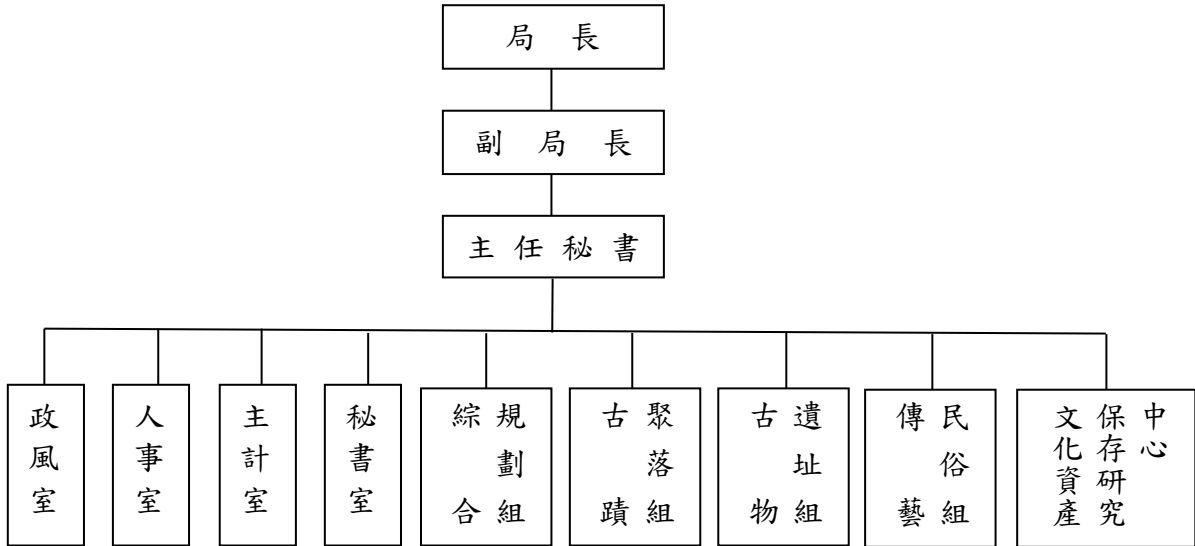 局長
副局長
主任秘書
政風室
人事室
主計室
秘書室
綜合
規劃組
古蹟
聚落組
古物
遺址組
傳藝
民俗組
文化資產
保存研究
中心